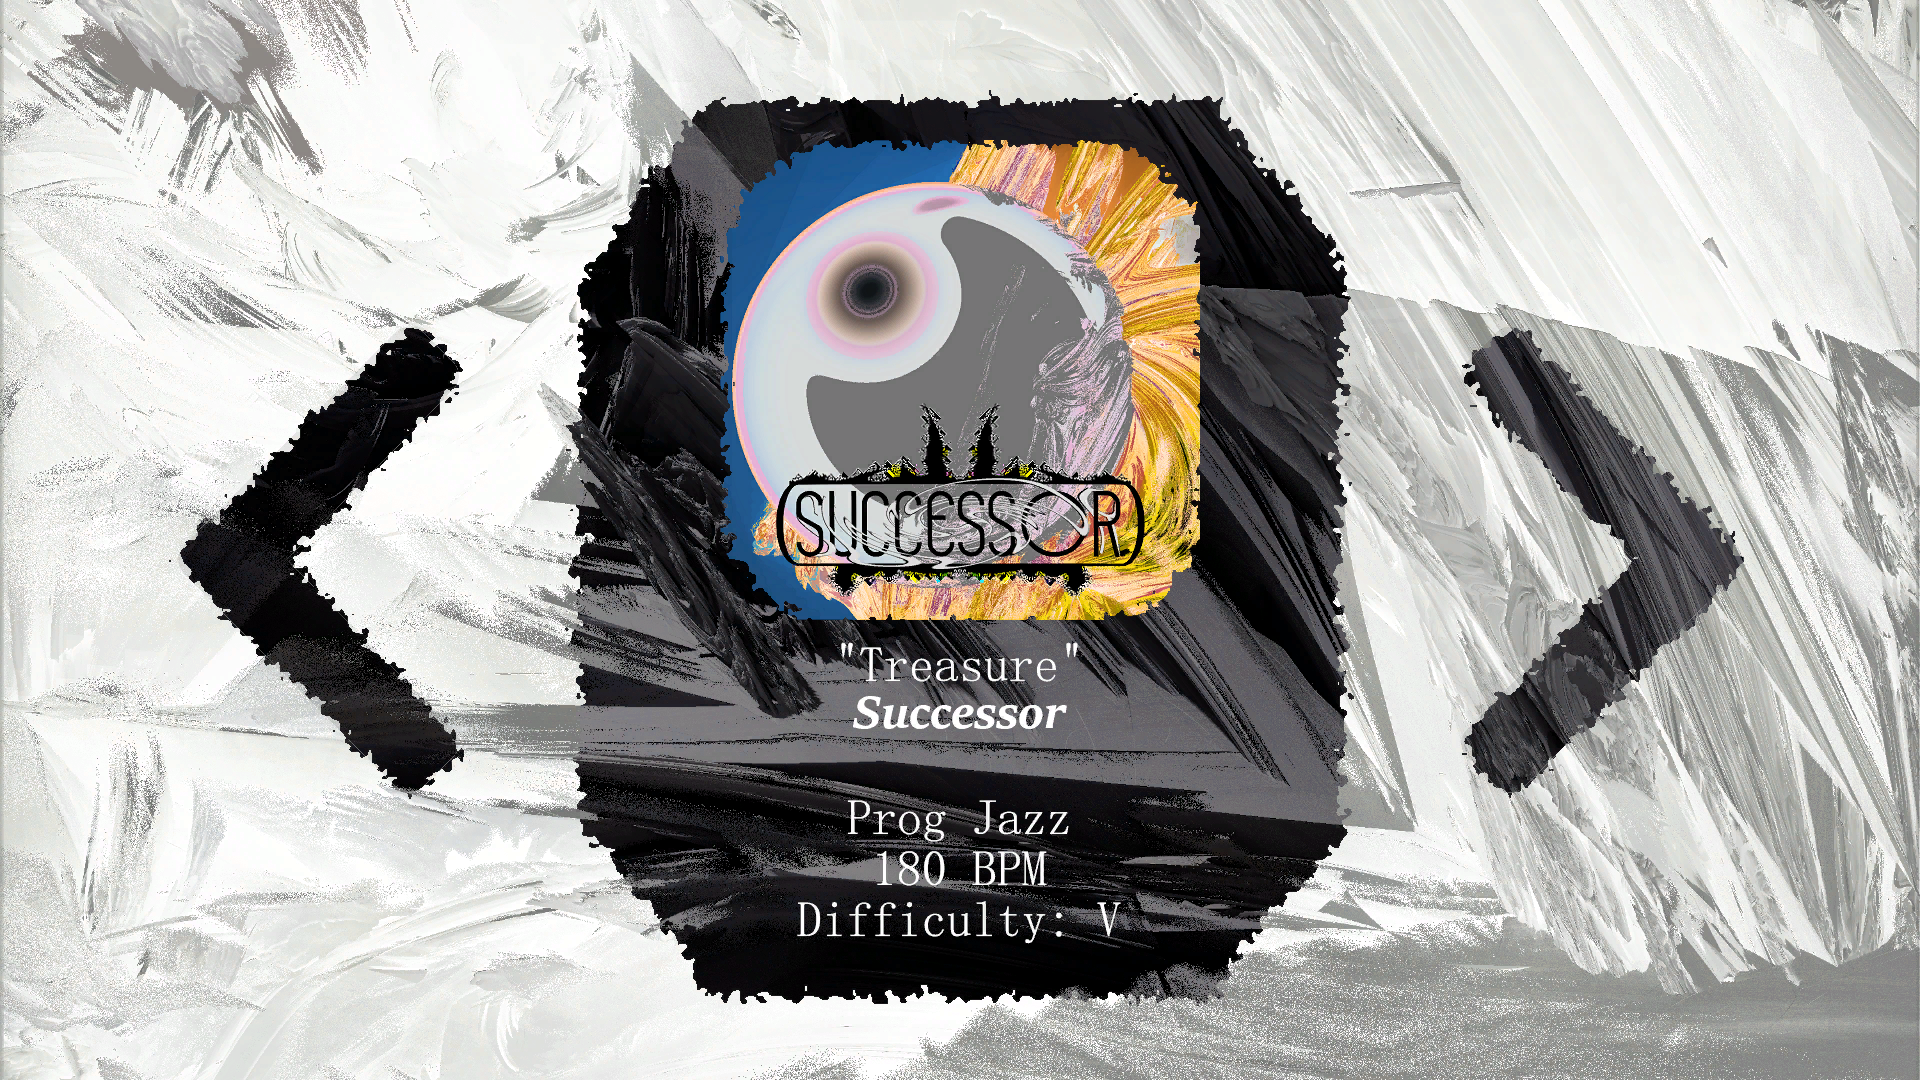 SUCCESSOR
"Treasure"
Successor
Prog Jazz
180 BPM
Difficulty: V